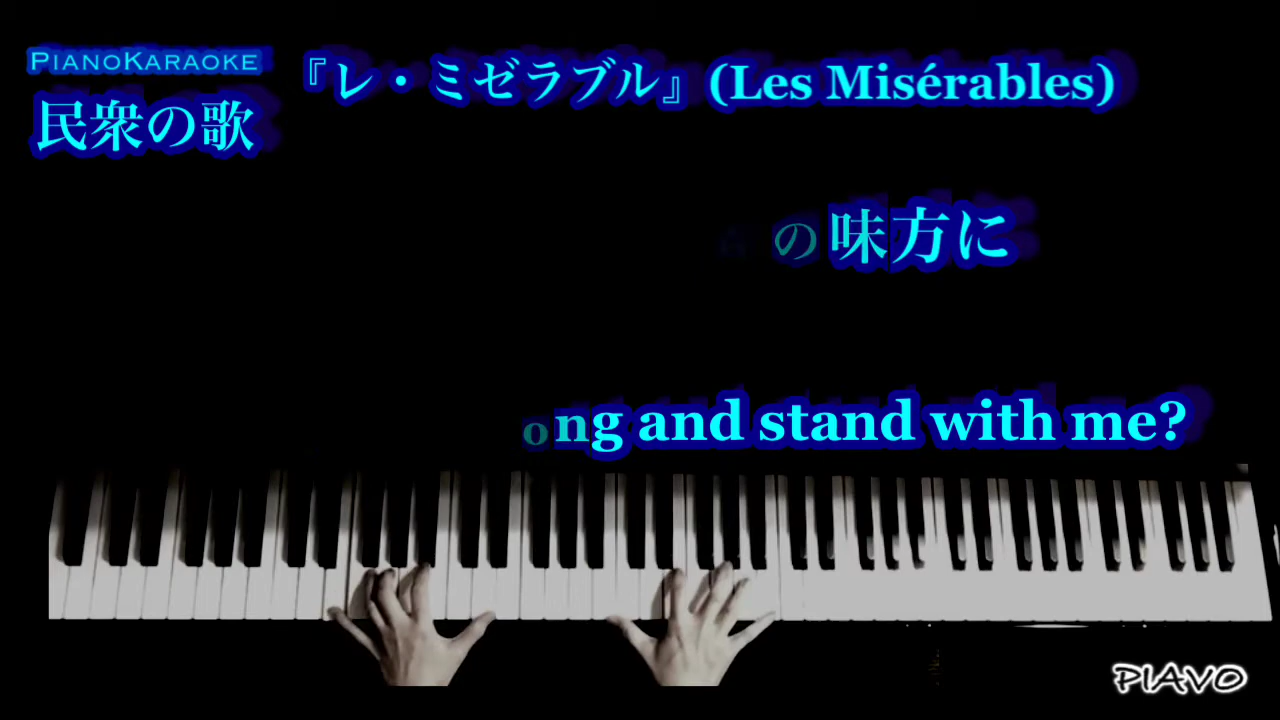 PianoKaraoke
『レ・ミゼラブル』(Les Misérables)
民衆の歌
の味方に
ong and stand with me?
PIAVO